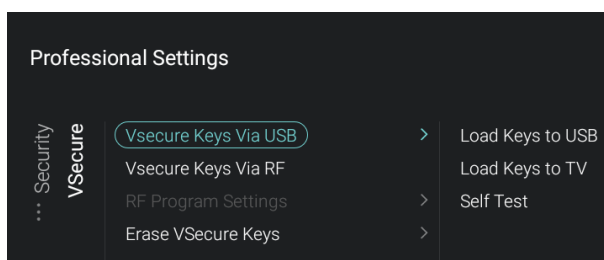 Professional Settings
... Security
VSecure
Vsecure Keys Via USB
Vsecure Keys Via RF
RF Program Settings
Erase VSecure Keys
Load Keys to USB
Load Keys to TV
Self Test